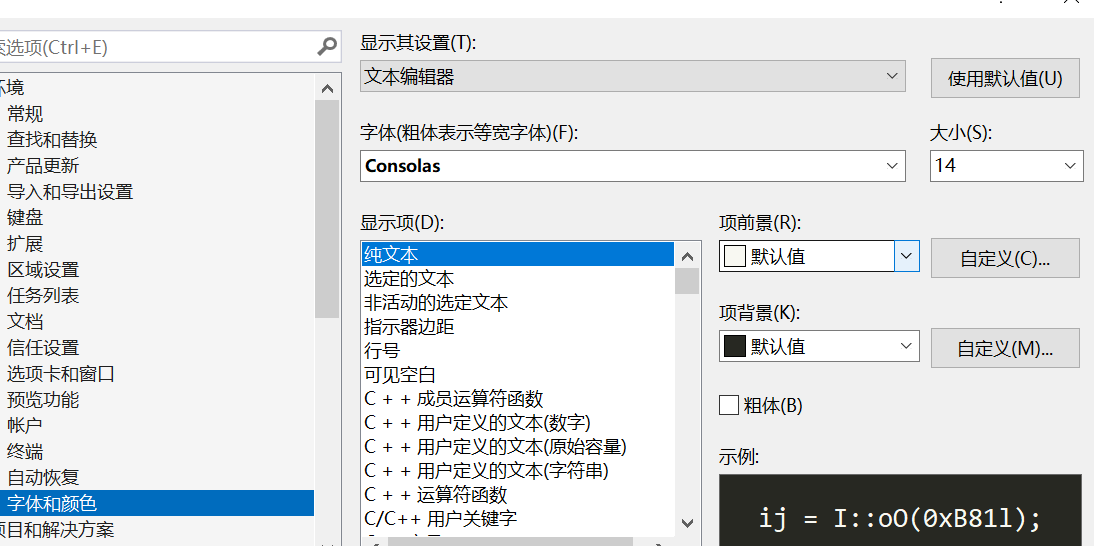 索选项(Ctrl+E)
环境
常规
查找和替换
产品更新
导入和导出设置
键盘
扩展
区域设置
任务列表
文档
信任设置
选项卡和窗口
预览功能
帐户
终端
自动恢复
字体和颜色
项目和解决方案
显示其设置(T):
文本编辑器
使用默认值(U)
字体(粗体表示等宽字体)(F):
大小(S):
Consolas
14
显示项(D):
纯文本
选定的文本
非活动的选定文本
指示器边距
行号
可见空白
C + + 成员运算符函数
C + + 用户定义的文本(数字)
C + + 用户定义的文本(原始容量)
C + + 用户定义的文本(字符串)
C + + 运算符函数
C/C++ 用户关键字
项前景(R):
默认值
自定义(C)...
项背景(K):
默认值
自定义(M)...
粗体(B)
示例:
ij = I::oO(0xB81l);